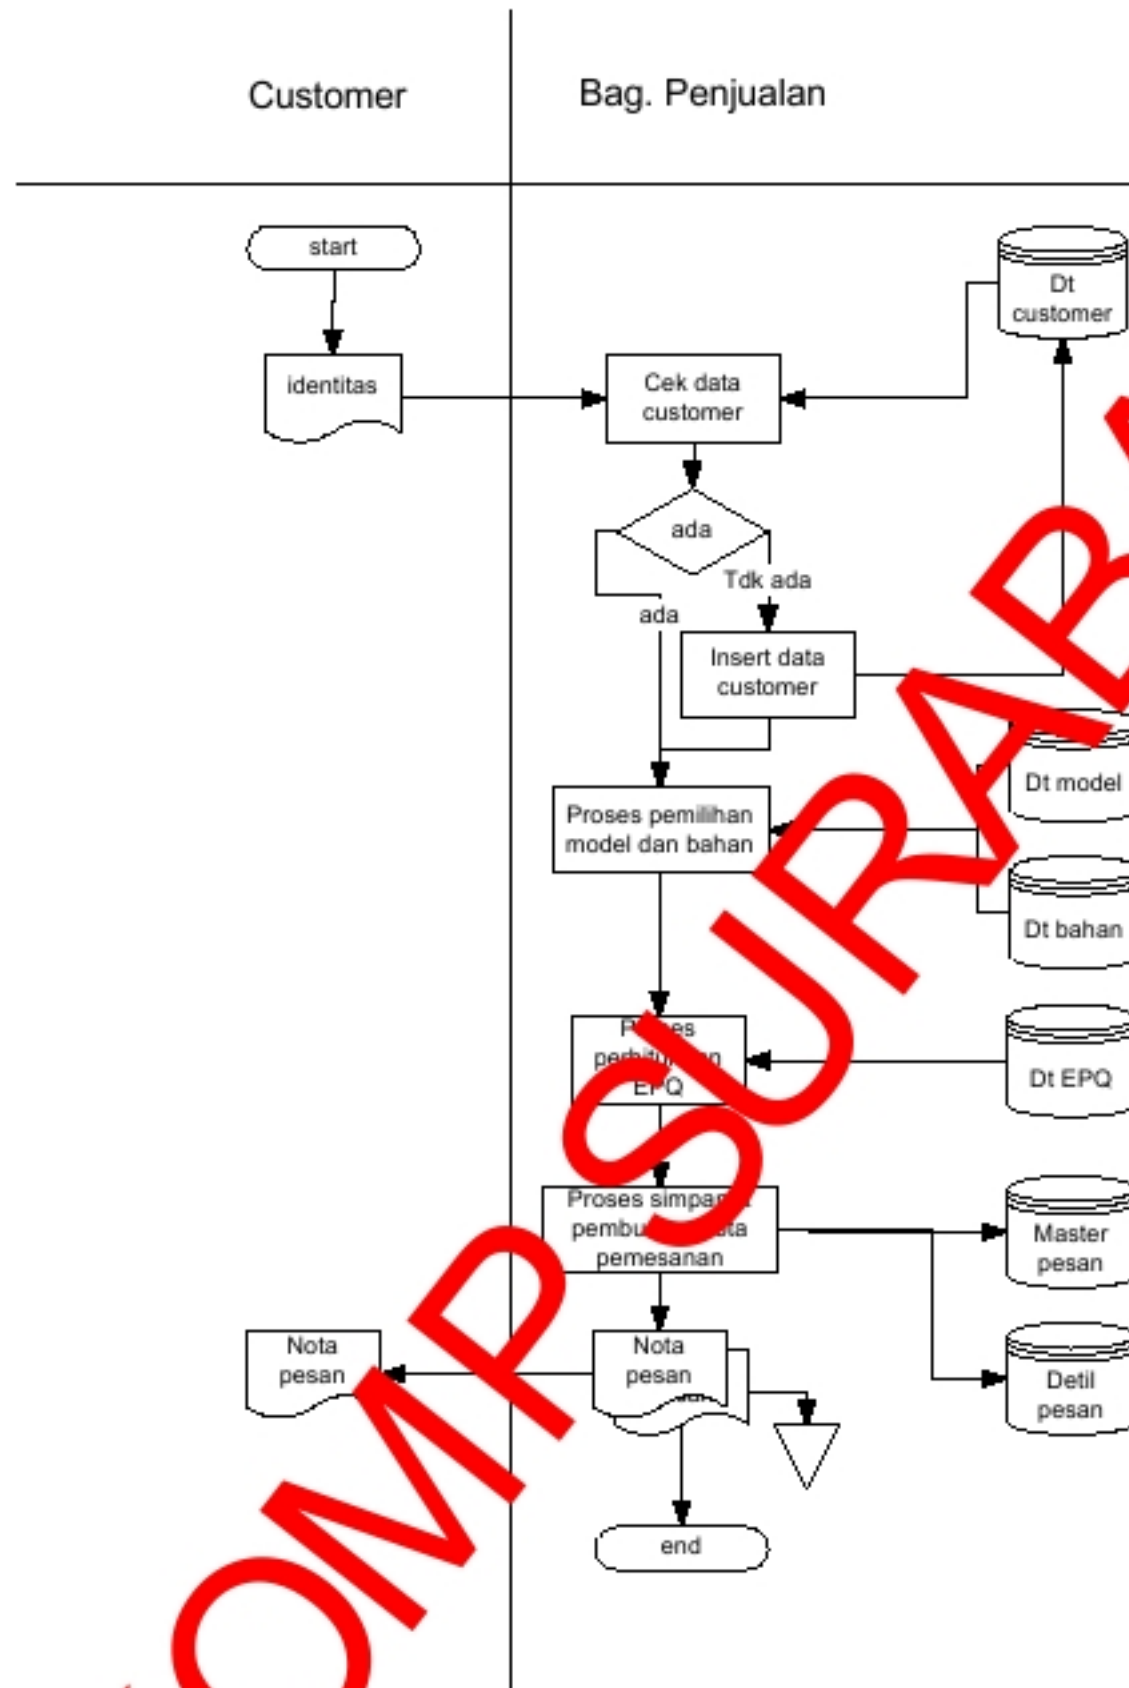 Customer
Bag. Penjualan
start
Dt
customer
identitas
Cek data
customer
ada
Tdk ada
ada
Insert data
customer
Dt model
Proses pemilihan
model dan bahan
Dt bahan
EPQ
Dt EPQ
Proses
pemesanan
Master
pesan
Nota
pesan
Nota
pesan
Detil
pesan
end
OMP SURAB